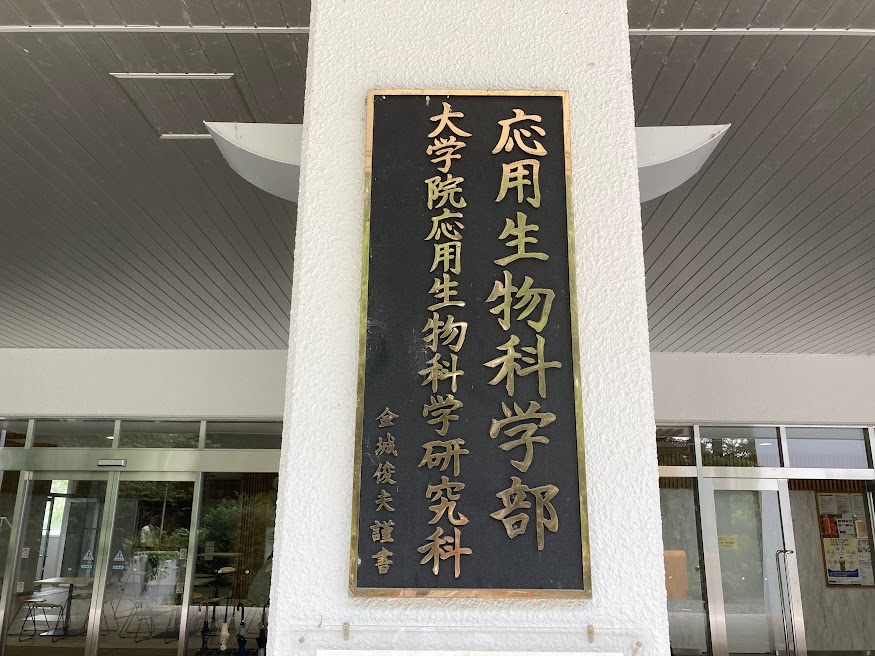 応用生物科学部
大学院応用生物科学研究科
金城俊夫謹書